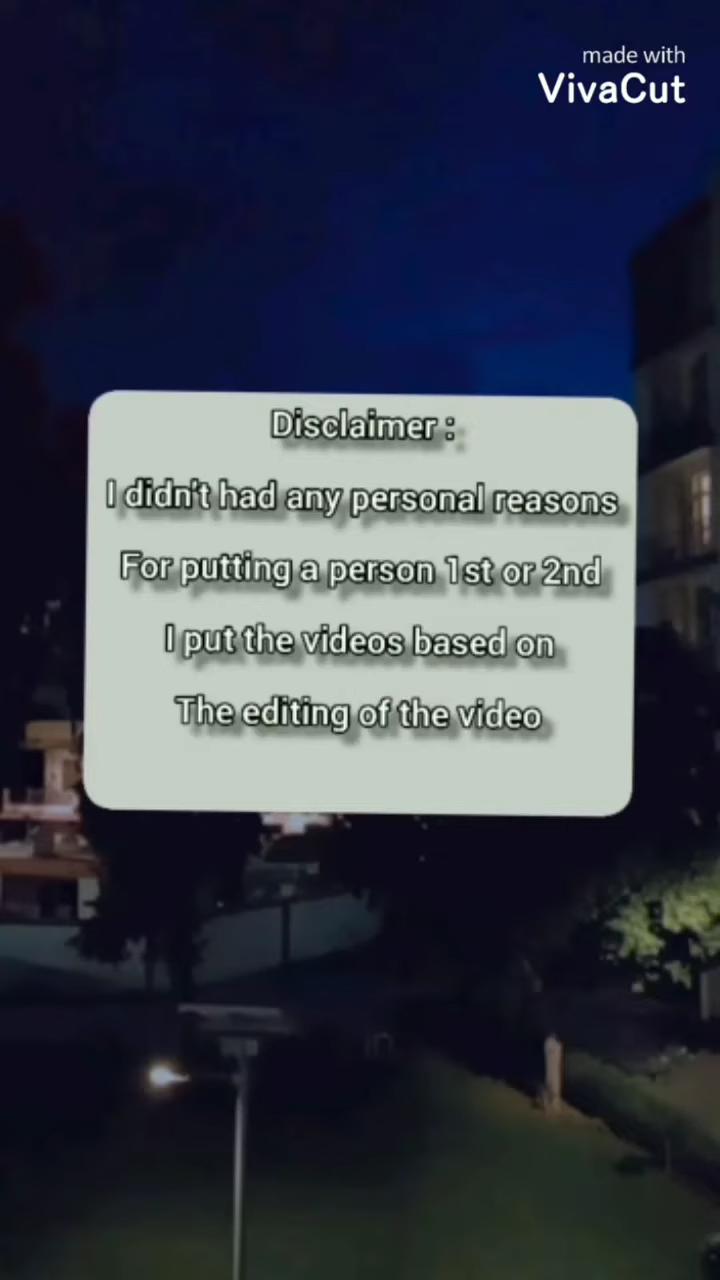 made with
VivaCut
Disclaimer :
I didn't had any personal reasons
For putting a person 1st or 2nd
I put the videos based on
The editing of the video